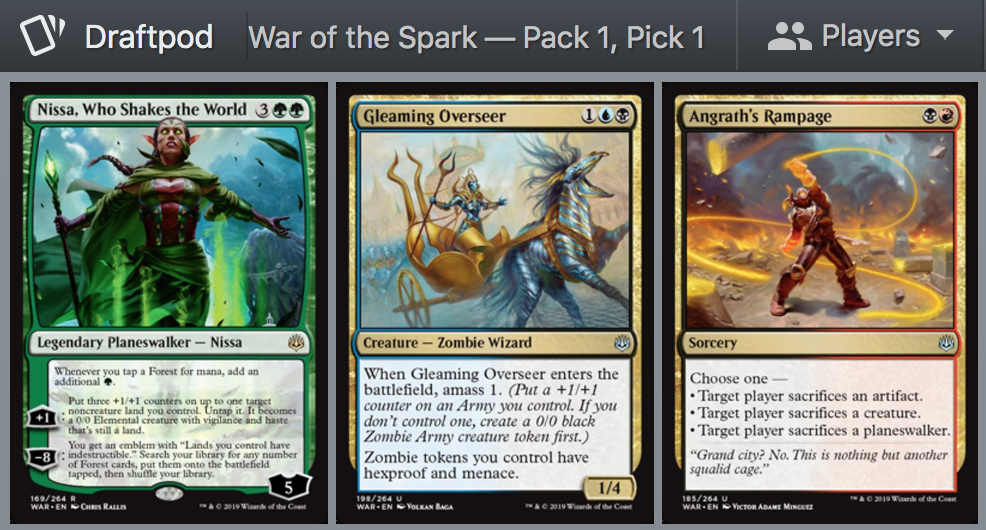 Draftpod
War of the Spark — Pack 1, Pick 1
Players
Nissa, Who Shakes the World 3
Legendary Planeswalker — Nissa
Whenever you tap a Forest for mana, add an
additional
+1
: Put three +1/+1 counters on up to one target
noncreature land you control. Untap it. It becomes
a 0/0 Elemental creature with vigilance and haste
that's still a land.
-8
: You get an emblem with “Lands you control have
indestructible.” Search your library for any number
of Forest cards, put them onto the battlefield
tapped, then shuffle your library.
5
169/264 R
WAR • EN CHRIS RALLIS
™ & © 2019 Wizards of the Coast
Gleaming Overseer 1
Creature — Zombie Wizard
When Gleaming Overseer enters the
battlefield, amass 1. (Put a +1/+1
counter on an Army you control. If you
don't control one, create a 0/0 black
Zombie Army creature token first.)
Zombie tokens you control have
hexproof and menace.
1/4
198/264 U
WAR • EN VOLKAN BAGA
™ & © 2019 Wizards of the Coast
Angrath's Rampage
Sorcery
Choose one —
• Target player sacrifices an artifact.
• Target player sacrifices a creature.
• Target player sacrifices a planeswalker.
“Grand city? No. This is nothing but another
squalid cage.”
185/264 U
WAR • EN VICTOR ADAME MINGUEZ
™ & © 2019 Wizards of the Coast